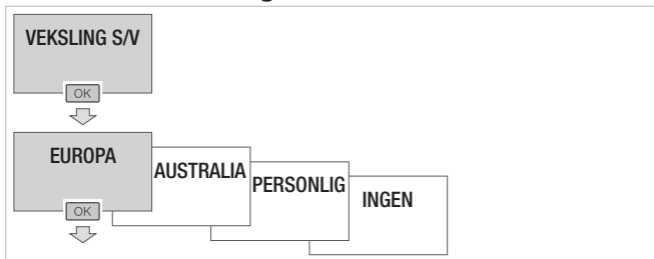 VEKSLING S/V
OK
EUROPA
AUSTRALIA
PERSONLIG
INGEN
OK